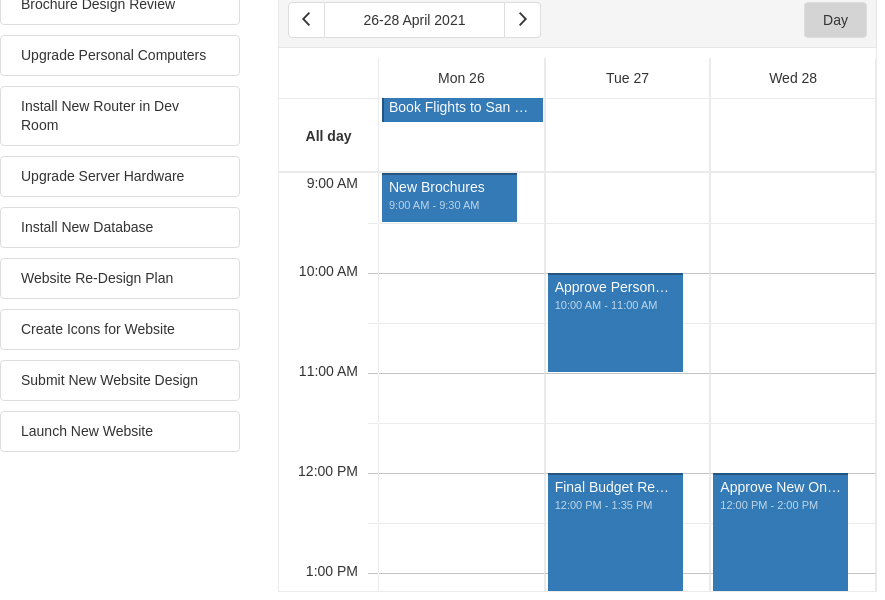 Brochure Design Review
Upgrade Personal Computers
Install New Router in Dev
Room
Upgrade Server Hardware
Install New Database
Website Re-Design Plan
Create Icons for Website
Submit New Website Design
Launch New Website
26-28 April 2021
Day
Mon 26
Tue 27
Wed 28
All day
Book Flights to San …
9:00 AM
New Brochures
9:00 AM - 9:30 AM
10:00 AM
Approve Person…
10:00 AM - 11:00 AM
11:00 AM
12:00 PM
Final Budget Re…
12:00 PM - 1:35 PM
Approve New On…
12:00 PM - 2:00 PM
1:00 PM